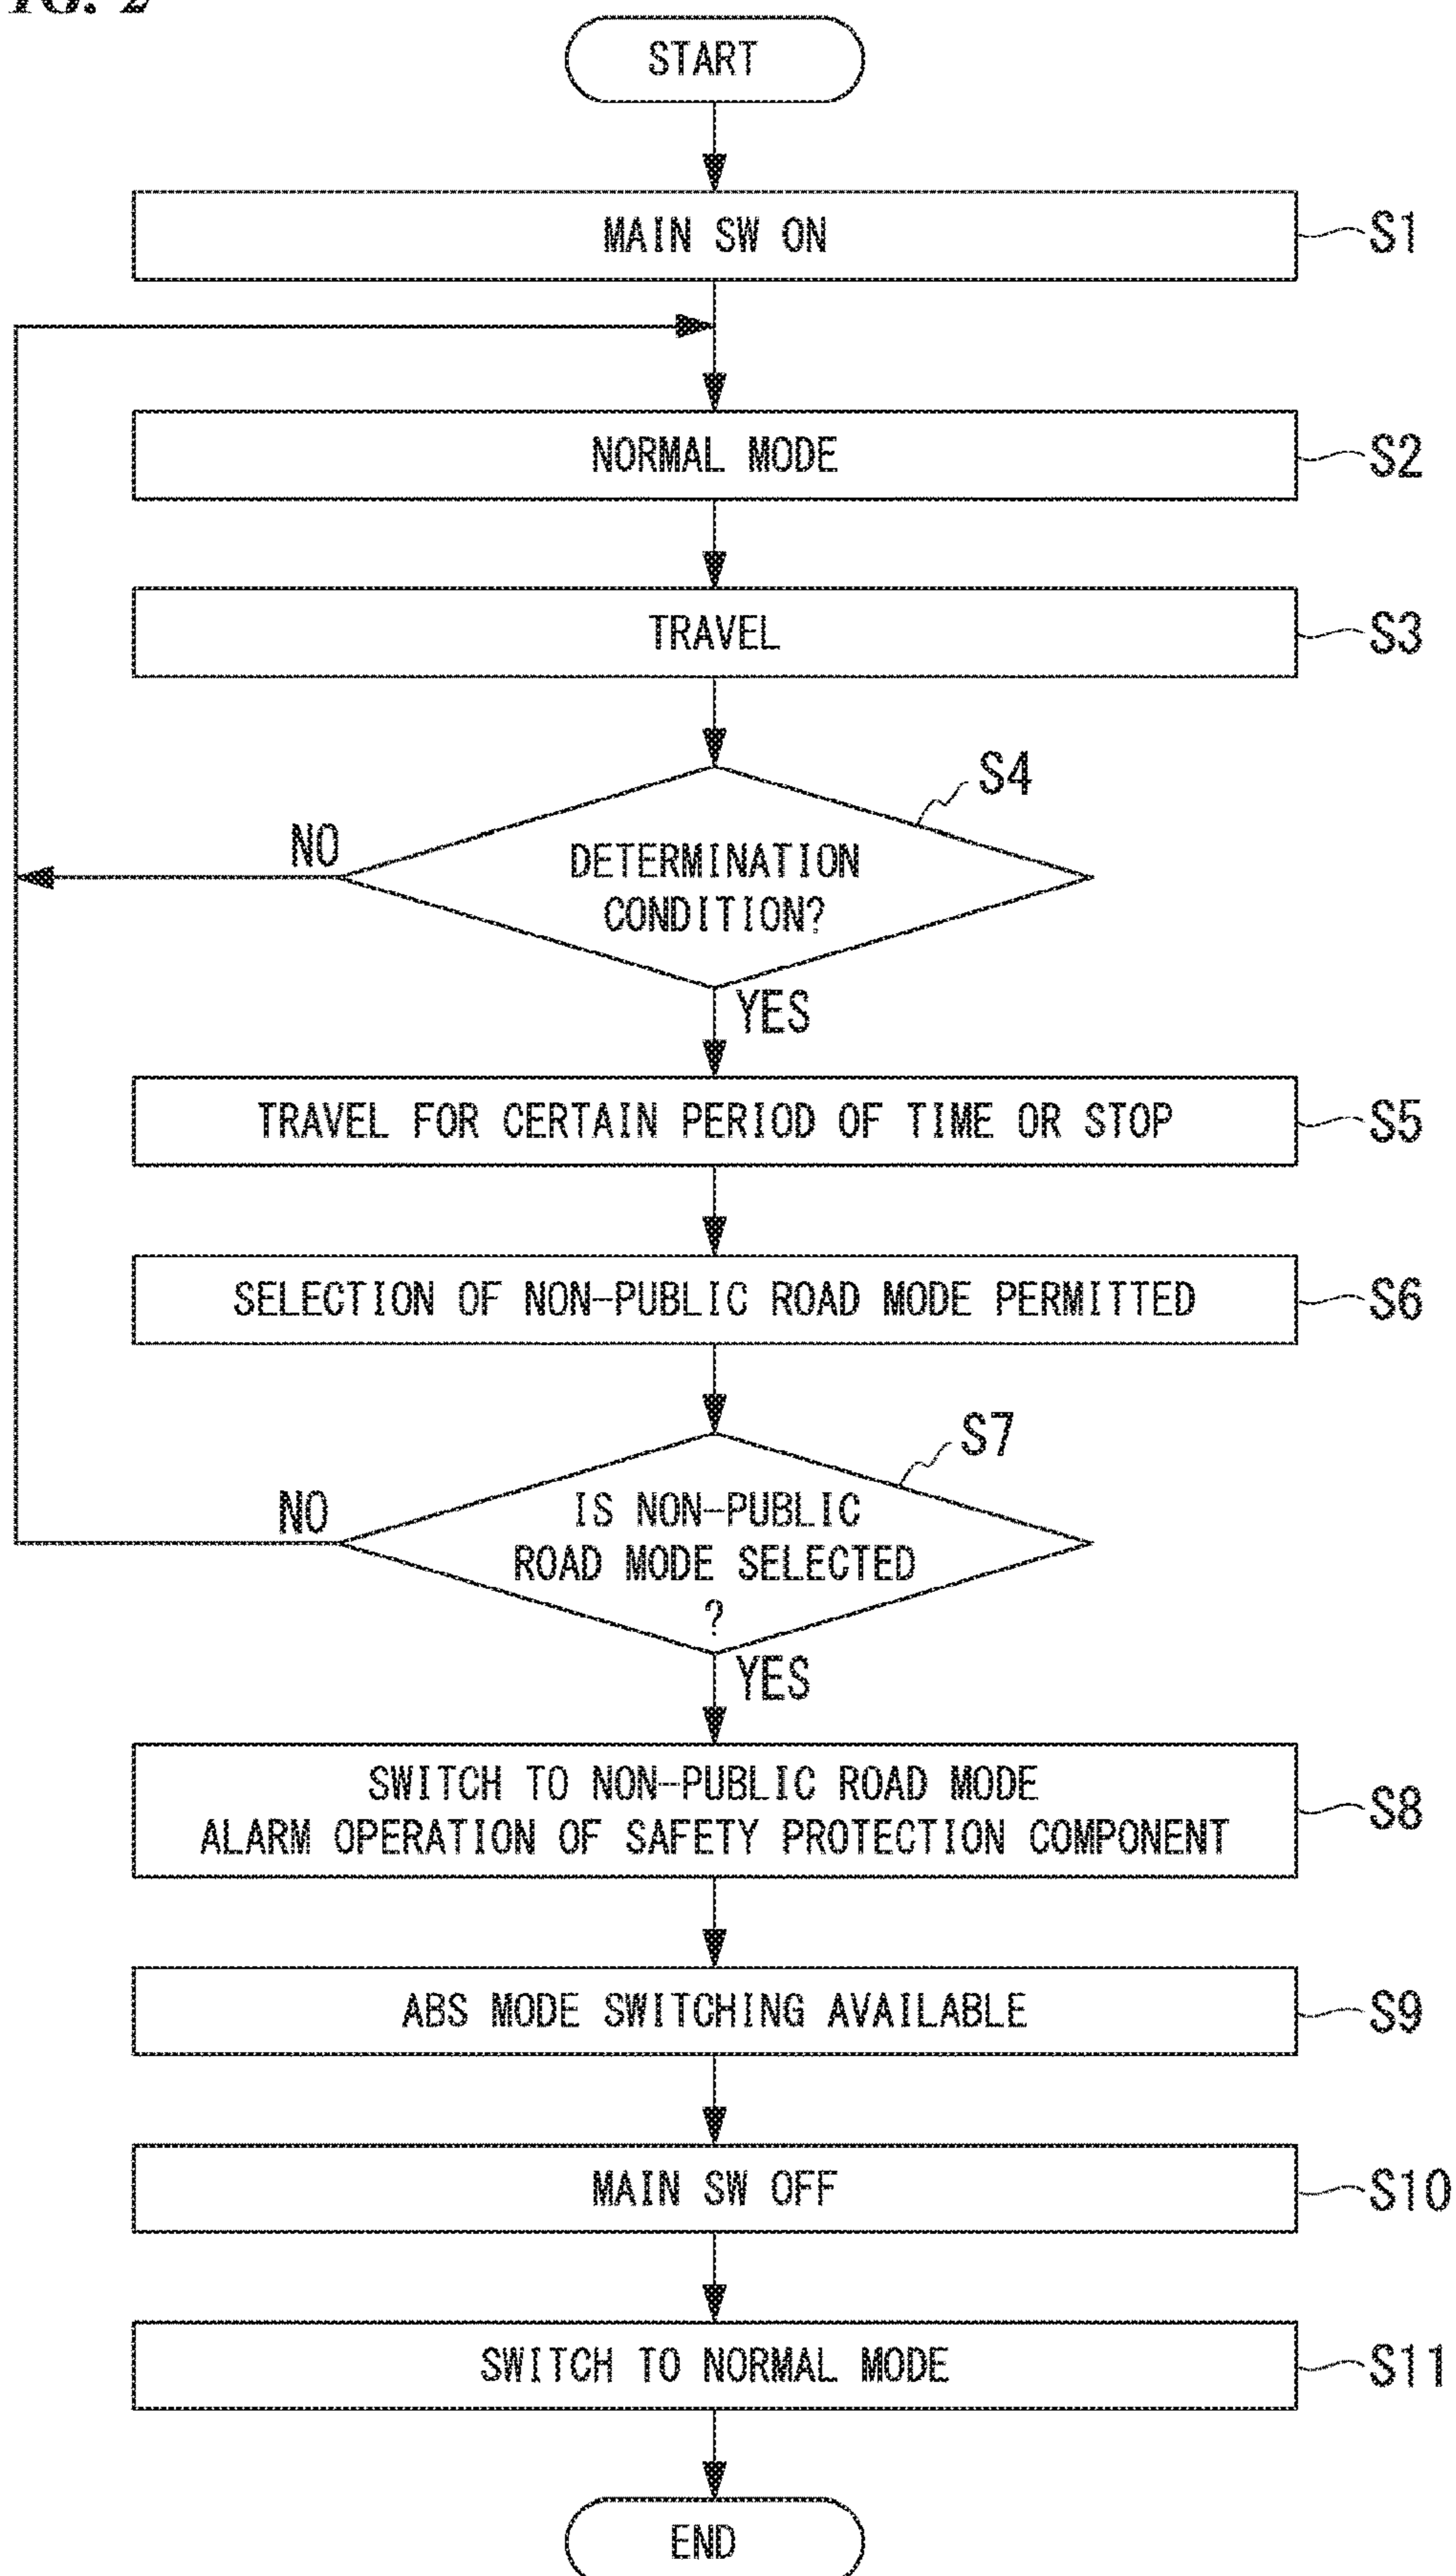 START
MAIN SW ON
S1
NORMAL MODE
S2
TRAVEL
S3
S4
NO
DETERMINATION
CONDITION?
YES
TRAVEL FOR CERTAIN PERIOD OF TIME OR STOP
S5
SELECTION OF NON-PUBLIC ROAD MODE PERMITTED
S6
S7
NO
IS NON-PUBLIC
ROAD MODE SELECTED
?
YES
SWITCH TO NON-PUBLIC ROAD MODE
ALARM OPERATION OF SAFETY PROTECTION COMPONENT
S8
ABS MODE SWITCHING AVAILABLE
S9
MAIN SW OFF
S10
SWITCH TO NORMAL MODE
S11
END